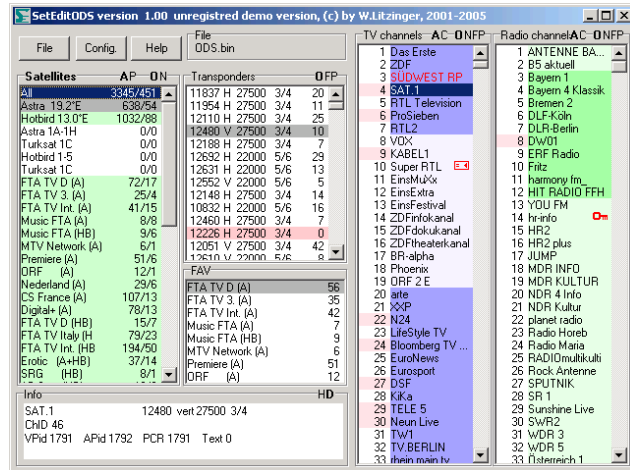 SetEditODS version 1.00 unregistred demo version, (c) by W.Litzinger, 2001-2005
File Config. Help
File
ODS.bin
Satellites AP ON
All 3345/451
Astra 19.2°E 638/54
Hotbird 13.0°E 1032/88
Astra 1A-1H 0/0
Turksat 1C 0/0
Hotbird 1-5 0/0
Turksat 1C 0/0
FTA TV D (A) 72/17
FTA TV 3. (A) 25/4
FTA TV Int. (A) 41/15
Music FTA (A) 8/8
Music FTA (HB) 9/6
MTV Network (A) 6/1
Premiere (A) 51/6
ORF (A) 12/1
Nederland (A) 29/6
CS France (A) 107/13
Digital+ (A) 78/13
FTA TV D (HB) 15/7
FTA TV Italy (H 79/23
FTA TV Int. (HB 194/50
Erotic (A+HB) 37/14
SRG (HB) 8/1
Transponders OFP
11837 H 27500 3/4 20
11954 H 27500 3/4 11
12110 H 27500 3/4 25
12480 V 27500 3/4 10
12188 H 27500 3/4 7
12692 H 22000 5/6 29
12631 H 22000 5/6 13
12552 V 22000 5/6 5
12148 H 27500 3/4 14
10832 H 22000 5/6 16
12460 H 27500 3/4 7
12226 H 27500 3/4 0
12051 V 27500 3/4 42
12610 V 22000 5/6 8
FAV
FTA TV D (A) 56
FTA TV 3. (A) 35
FTA TV Int. (A) 42
Music FTA (A) 7
Music FTA (HB) 9
MTV Network (A) 6
Premiere (A) 51
ORF (A) 12
Info HD
SAT.1 12480 vert 27500 3/4
ChID 46
VPid 1791 APid 1792 PCR 1791 Text 0
TV channels AC ONFP
1 Das Erste
2 ZDF
3 SÜDWEST RP
4 SAT.1
5 RTL Television
6 ProSieben
7 RTL2
8 VOX
9 KABEL1
10 Super RTL
11 EinsMuXx
12 EinsExtra
13 EinsFestival
14 ZDFinfokanal
15 ZDFdokukanal
16 ZDFtheaterkanal
17 BR-alpha
18 Phoenix
19 ORF 2 E
20 arte
21 XXP
22 N24
23 LifeStyle TV
24 Bloomberg TV ...
25 EuroNews
26 Eurosport
27 DSF
28 KiKa
29 TELE 5
30 Neun Live
31 TW1
32 TV.BERLIN
33 rhein main tv
Radio channels AC ONFP
1 ANTENNE BA...
2 B5 aktuell
3 Bayern 1
4 Bayern 4 Klassik
5 Bremen 2
6 DLF-Köln
7 DLR-Berlin
8 DW01
9 ERF Radio
10 Fritz
11 harmony fm_
12 HIT RADIO FFH
13 YOU FM
14 hr-info
15 HR2
16 HR2 plus
17 JUMP
18 MDR INFO
19 MDR KULTUR
20 NDR 4 Info
21 NDR Kultur
22 planet radio
23 Radio Horeb
24 Radio Maria
25 RADIOmultikulti
26 Rock Antenne
27 SPUTNIK
28 SR 1
29 Sunshine Live
30 SWR2
31 WDR 3
32 WDR 5
33 Österreich 1